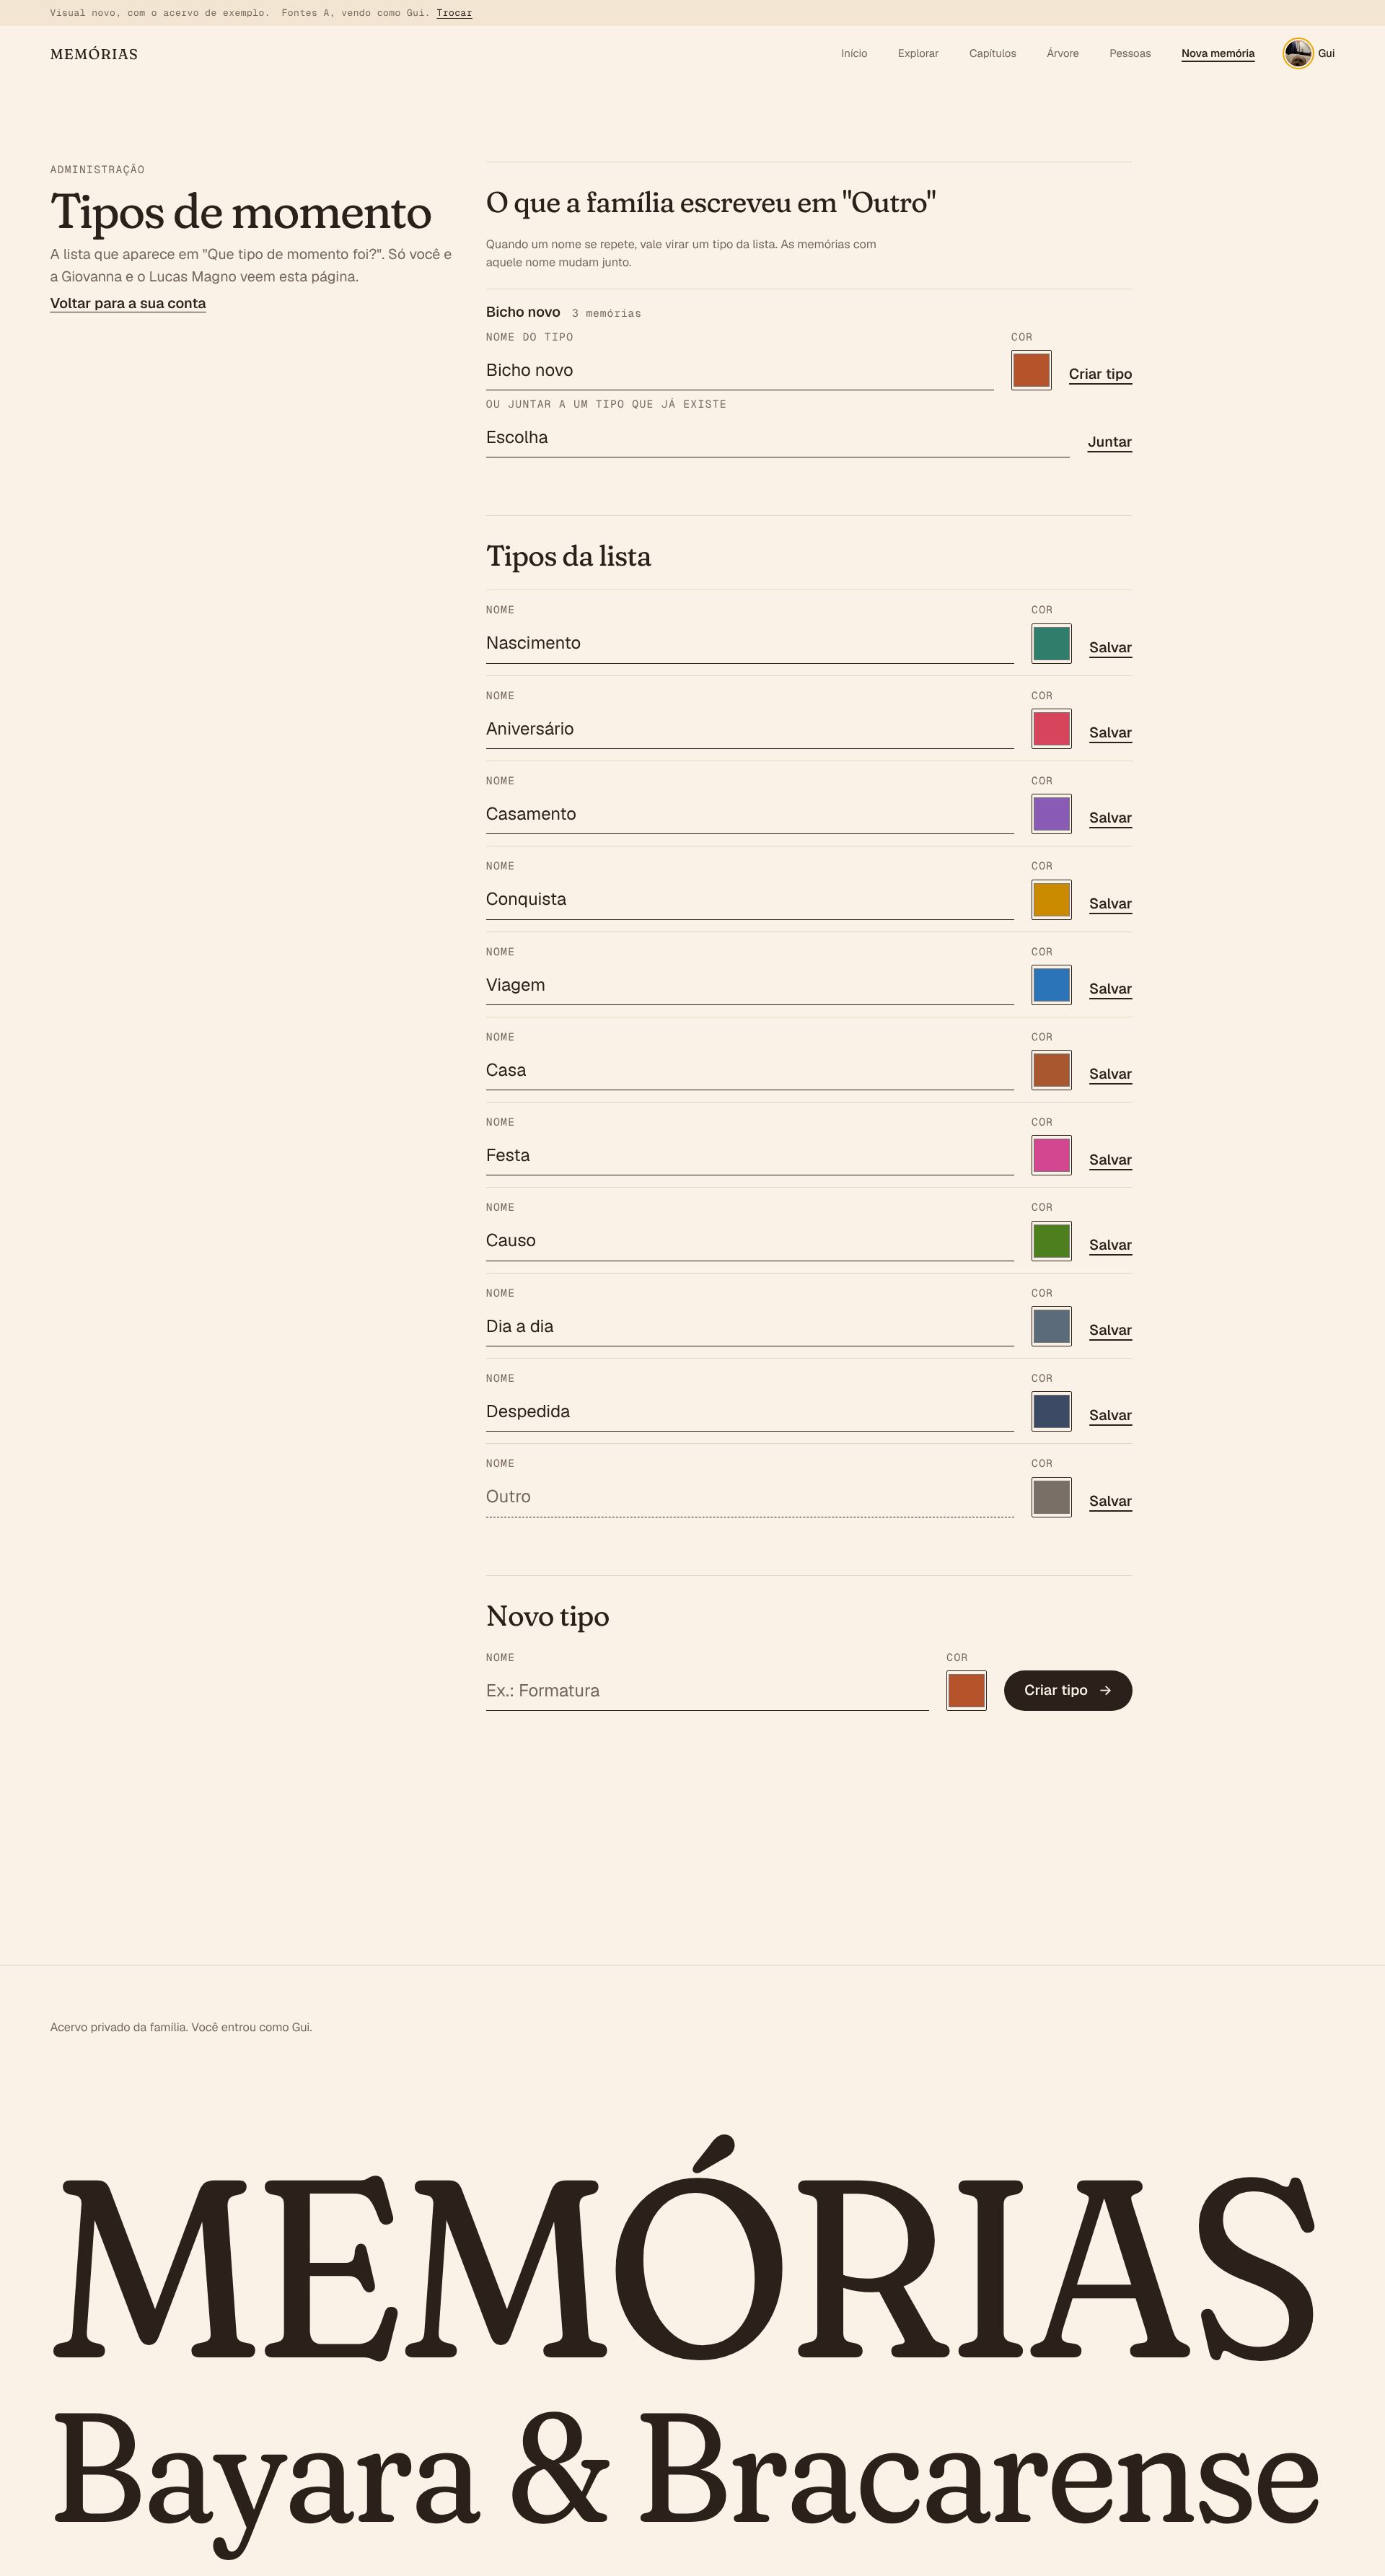 Visual novo, com o acervo de exemplo. Fontes A, vendo como Gui. Trocar
MEMÓRIAS
Início
Explorar
Capítulos
Árvore
Pessoas
Nova memória
Gui
ADMINISTRAÇÃO
Tipos de momento
A lista que aparece em "Que tipo de momento foi?". Só você e
a Giovanna e o Lucas Magno veem esta página.
Voltar para a sua conta
O que a família escreveu em "Outro"
Quando um nome se repete, vale virar um tipo da lista. As memórias com
aquele nome mudam junto.
Bicho novo 3 memórias
NOME DO TIPO
COR
Bicho novo
Criar tipo
OU JUNTAR A UM TIPO QUE JÁ EXISTE
Escolha
Juntar
Tipos da lista
NOME
COR
Nascimento
Salvar
NOME
COR
Aniversário
Salvar
NOME
COR
Casamento
Salvar
NOME
COR
Conquista
Salvar
NOME
COR
Viagem
Salvar
NOME
COR
Casa
Salvar
NOME
COR
Festa
Salvar
NOME
COR
Causo
Salvar
NOME
COR
Dia a dia
Salvar
NOME
COR
Despedida
Salvar
NOME
COR
Outro
Salvar
Novo tipo
NOME
COR
Ex.: Formatura
Criar tipo →
Acervo privado da família. Você entrou como Gui.
MEMÓRIAS
Bayara & Bracarense